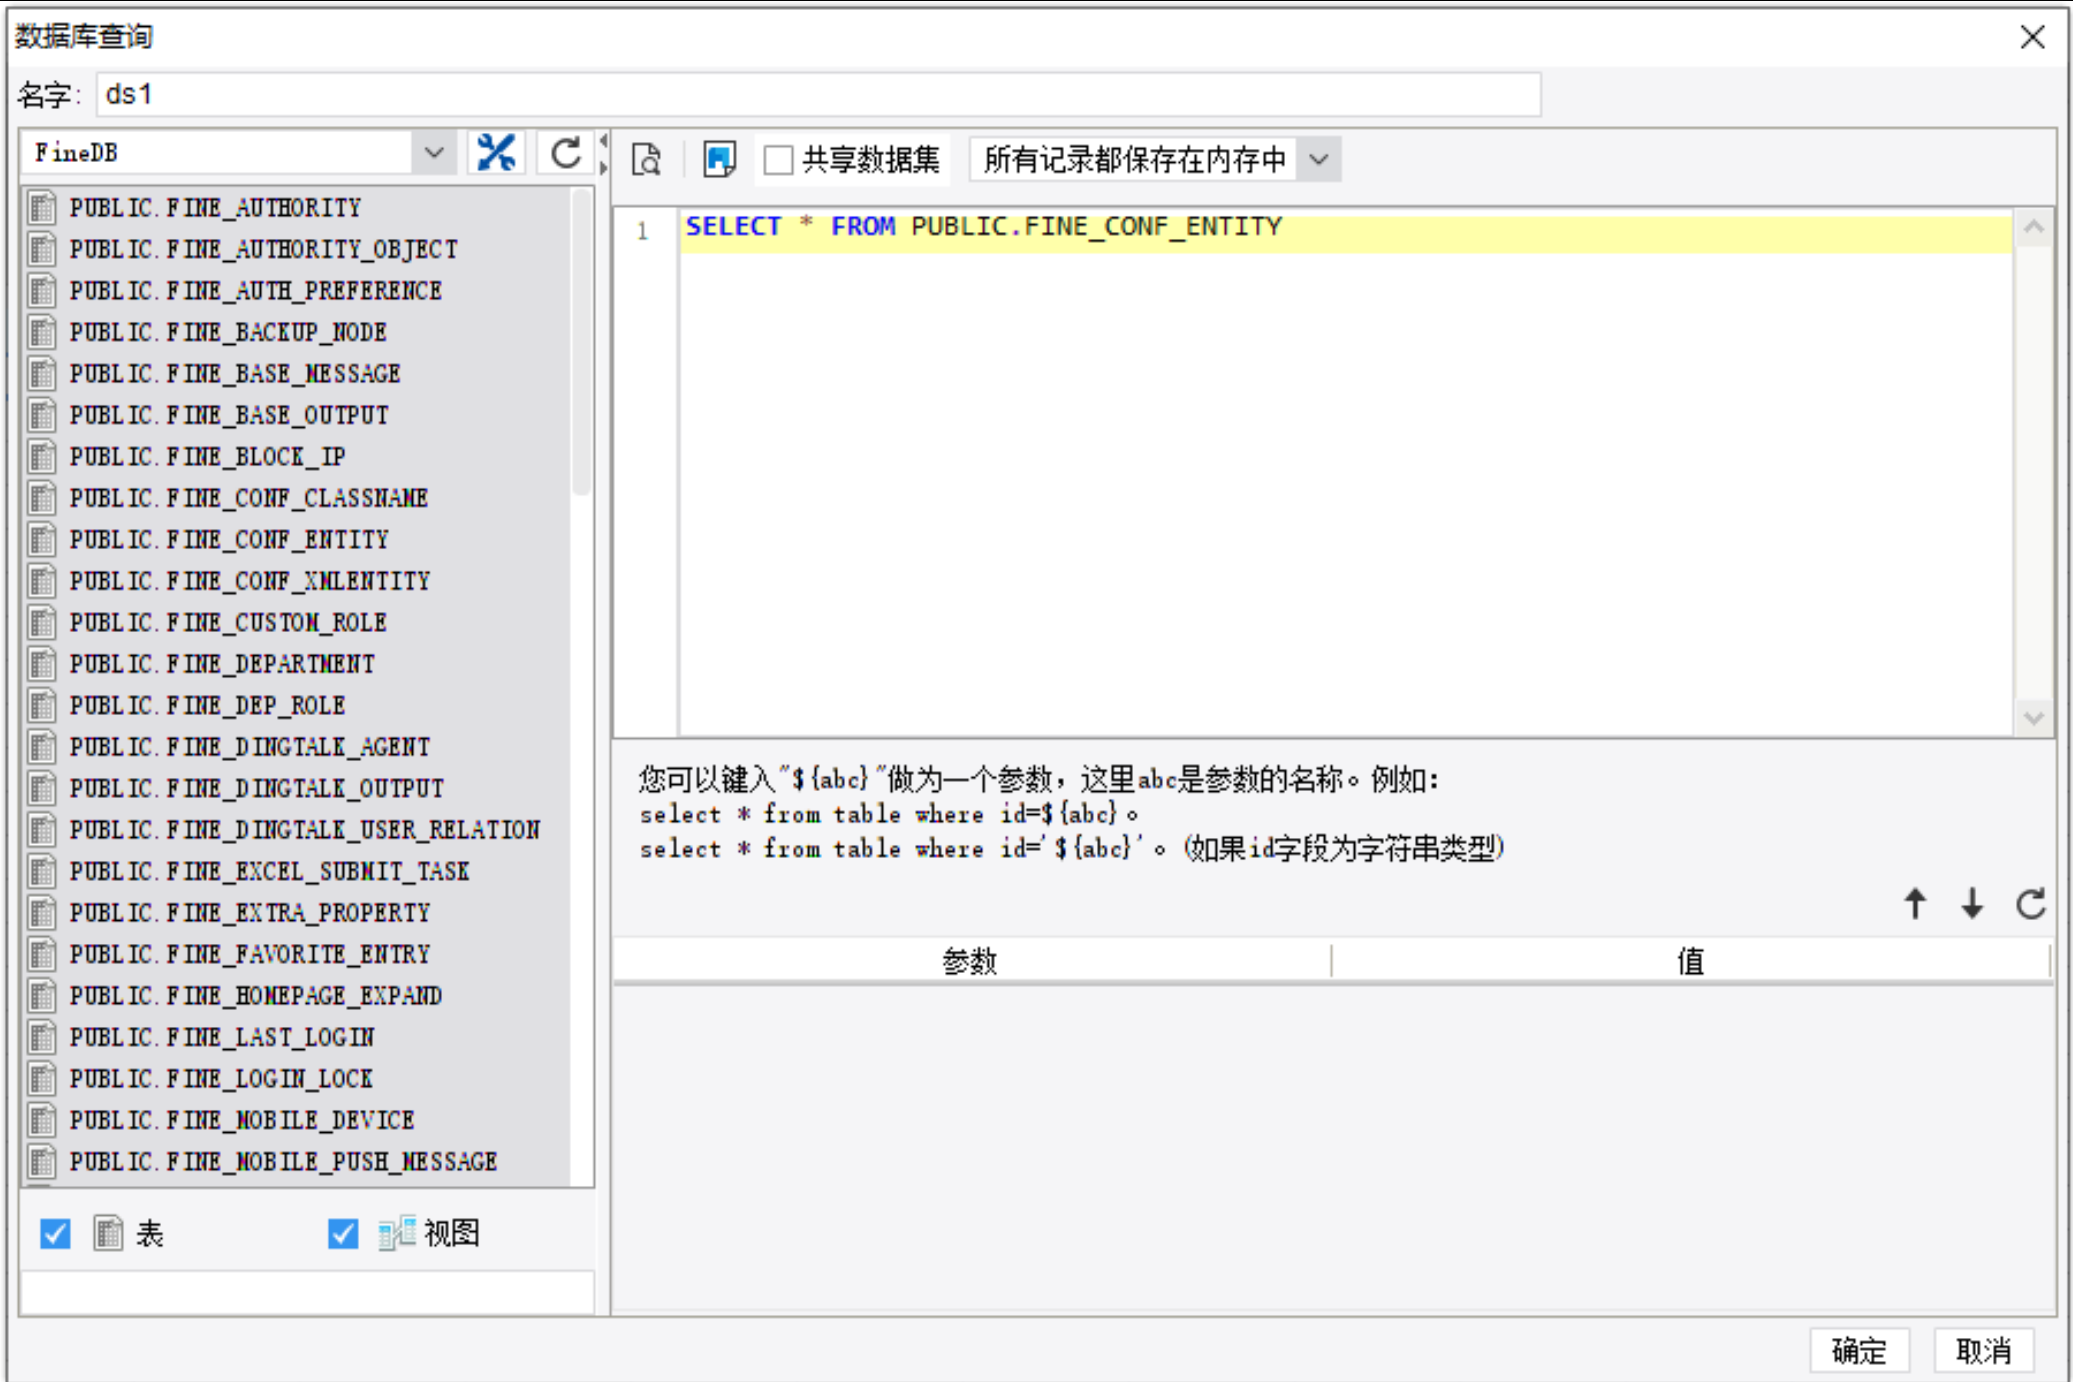 数据库查询
名字: ds1
FineDB
PUBLIC.FINE_AUTHORITY
PUBLIC.FINE_AUTHORITY_OBJECT
PUBLIC.FINE_AUTH_PREFERENCE
PUBLIC.FINE_BACKUP_NODE
PUBLIC.FINE_BASE_MESSAGE
PUBLIC.FINE_BASE_OUTPUT
PUBLIC.FINE_BLOCK_IP
PUBLIC.FINE_CONF_CLASSNAME
PUBLIC.FINE_CONF_ENTITY
PUBLIC.FINE_CONF_XMLENTITY
PUBLIC.FINE_CUSTOM_ROLE
PUBLIC.FINE_DEPARTMENT
PUBLIC.FINE_DEP_ROLE
PUBLIC.FINE_DINGTALK_AGENT
PUBLIC.FINE_DINGTALK_OUTPUT
PUBLIC.FINE_DINGTALK_USER_RELATION
PUBLIC.FINE_EXCEL_SUBMIT_TASK
PUBLIC.FINE_EXTRA_PROPERTY
PUBLIC.FINE_FAVORITE_ENTRY
PUBLIC.FINE_HOMEPAGE_EXPAND
PUBLIC.FINE_LAST_LOGIN
PUBLIC.FINE_LOGIN_LOCK
PUBLIC.FINE_MOBILE_DEVICE
PUBLIC.FINE_MOBILE_PUSH_MESSAGE
表 视图
共享数据集 所有记录都保存在内存中
1 SELECT * FROM PUBLIC.FINE_CONF_ENTITY
您可以键入"${abc}"做为一个参数，这里abc是参数的名称。例如：
select * from table where id=${abc}。
select * from table where id='${abc}'。(如果id字段为字符串类型)
参数 值
确定 取消